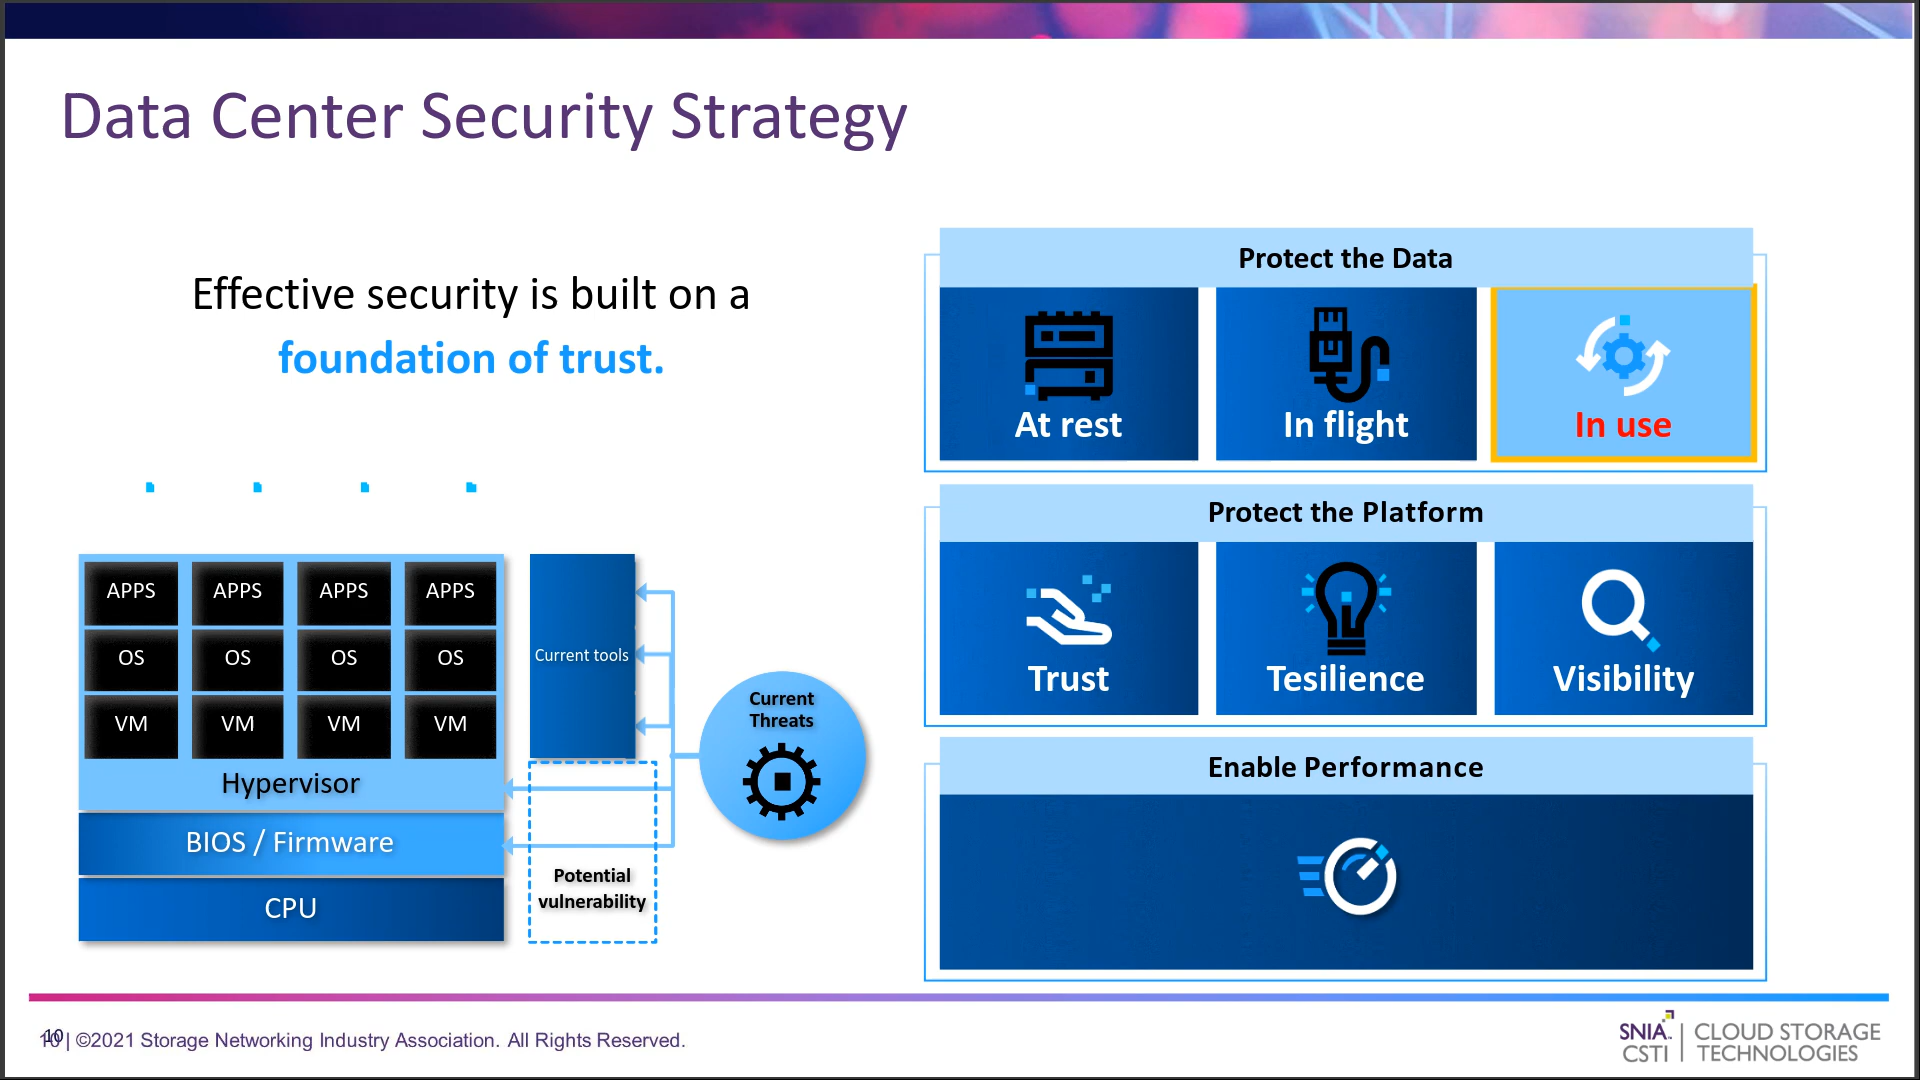 Data Center Security Strategy
Effective security is built on a
foundation of trust.
APPS APPS APPS APPS
OS OS OS OS
VM VM VM VM
Hypervisor
BIOS / Firmware
CPU
Current tools
Potential
vulnerability
Current
Threats
Protect the Data
At rest
In flight
In use
Protect the Platform
Trust
Tesilience
Visibility
Enable Performance
10 | ©2021 Storage Networking Industry Association. All Rights Reserved.
10
SNIA.
CSTI
CLOUD STORAGE
TECHNOLOGIES